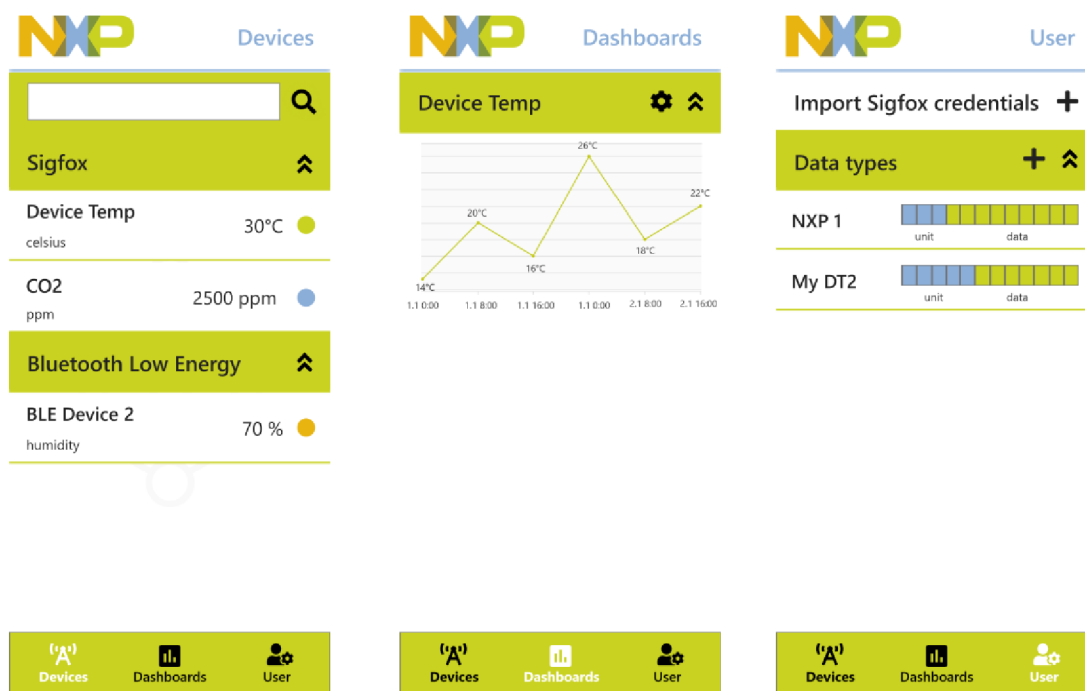 NXP
Devices
Sigfox
Device Temp
30°C
celsius
CO2
2500 ppm
ppm
Bluetooth Low Energy
BLE Device 2
70 %
humidity
Devices
Dashboards
User
NXP
Dashboards
Device Temp
26°C
22°C
20°C
18°C
16°C
14°C
1.1 0:00 1.1 8:00 1.1 16:00 1.1 0:00 2.1 8:00 2.1 16:00
Devices
Dashboards
User
NXP
User
Import Sigfox credentials
Data types
NXP 1
unit data
My DT2
unit data
Devices
Dashboards
User